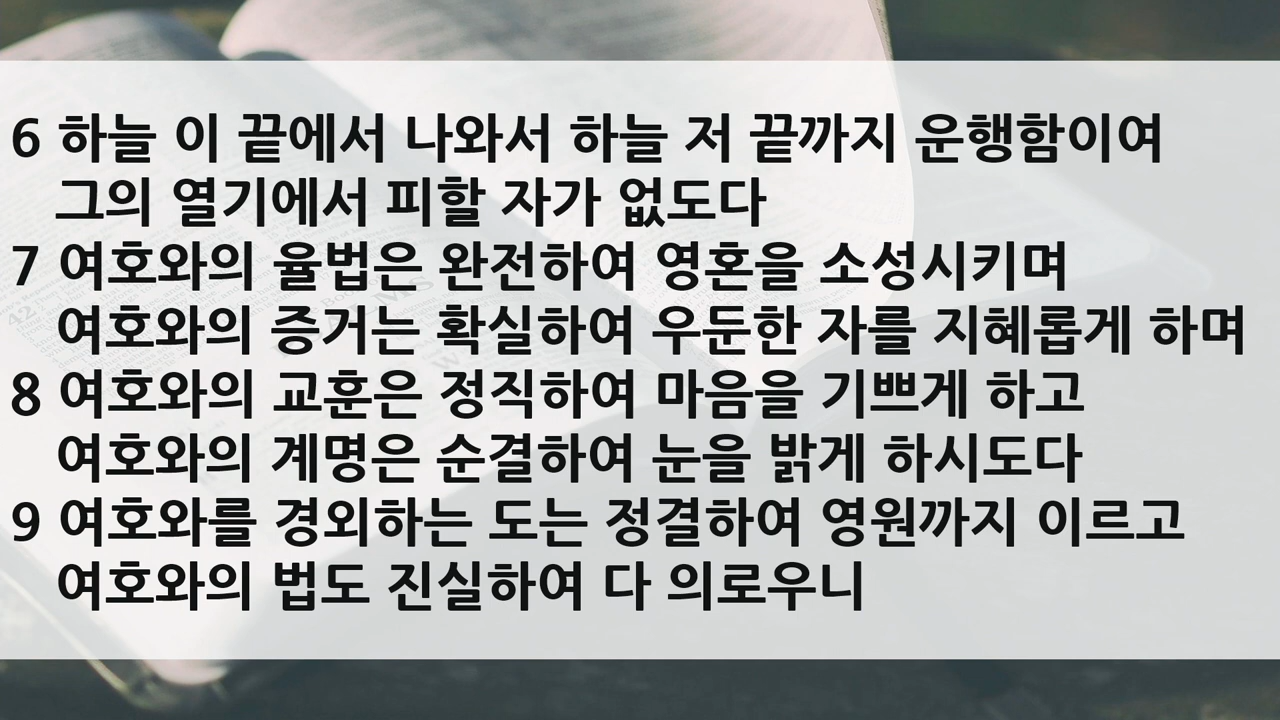 6 하늘 이 끝에서 나와서 하늘 저 끝까지 운행함이여
그의 열기에서 피할 자가 없도다
7 여호와의 율법은 완전하여 영혼을 소성시키며
여호와의 증거는 확실하여 우둔한 자를 지혜롭게 하며
8 여호와의 교훈은 정직하여 마음을 기쁘게 하고
여호와의 계명은 순결하여 눈을 밝게 하시도다
9 여호와를 경외하는 도는 정결하여 영원까지 이르고
여호와의 법도 진실하여 다 의로우니